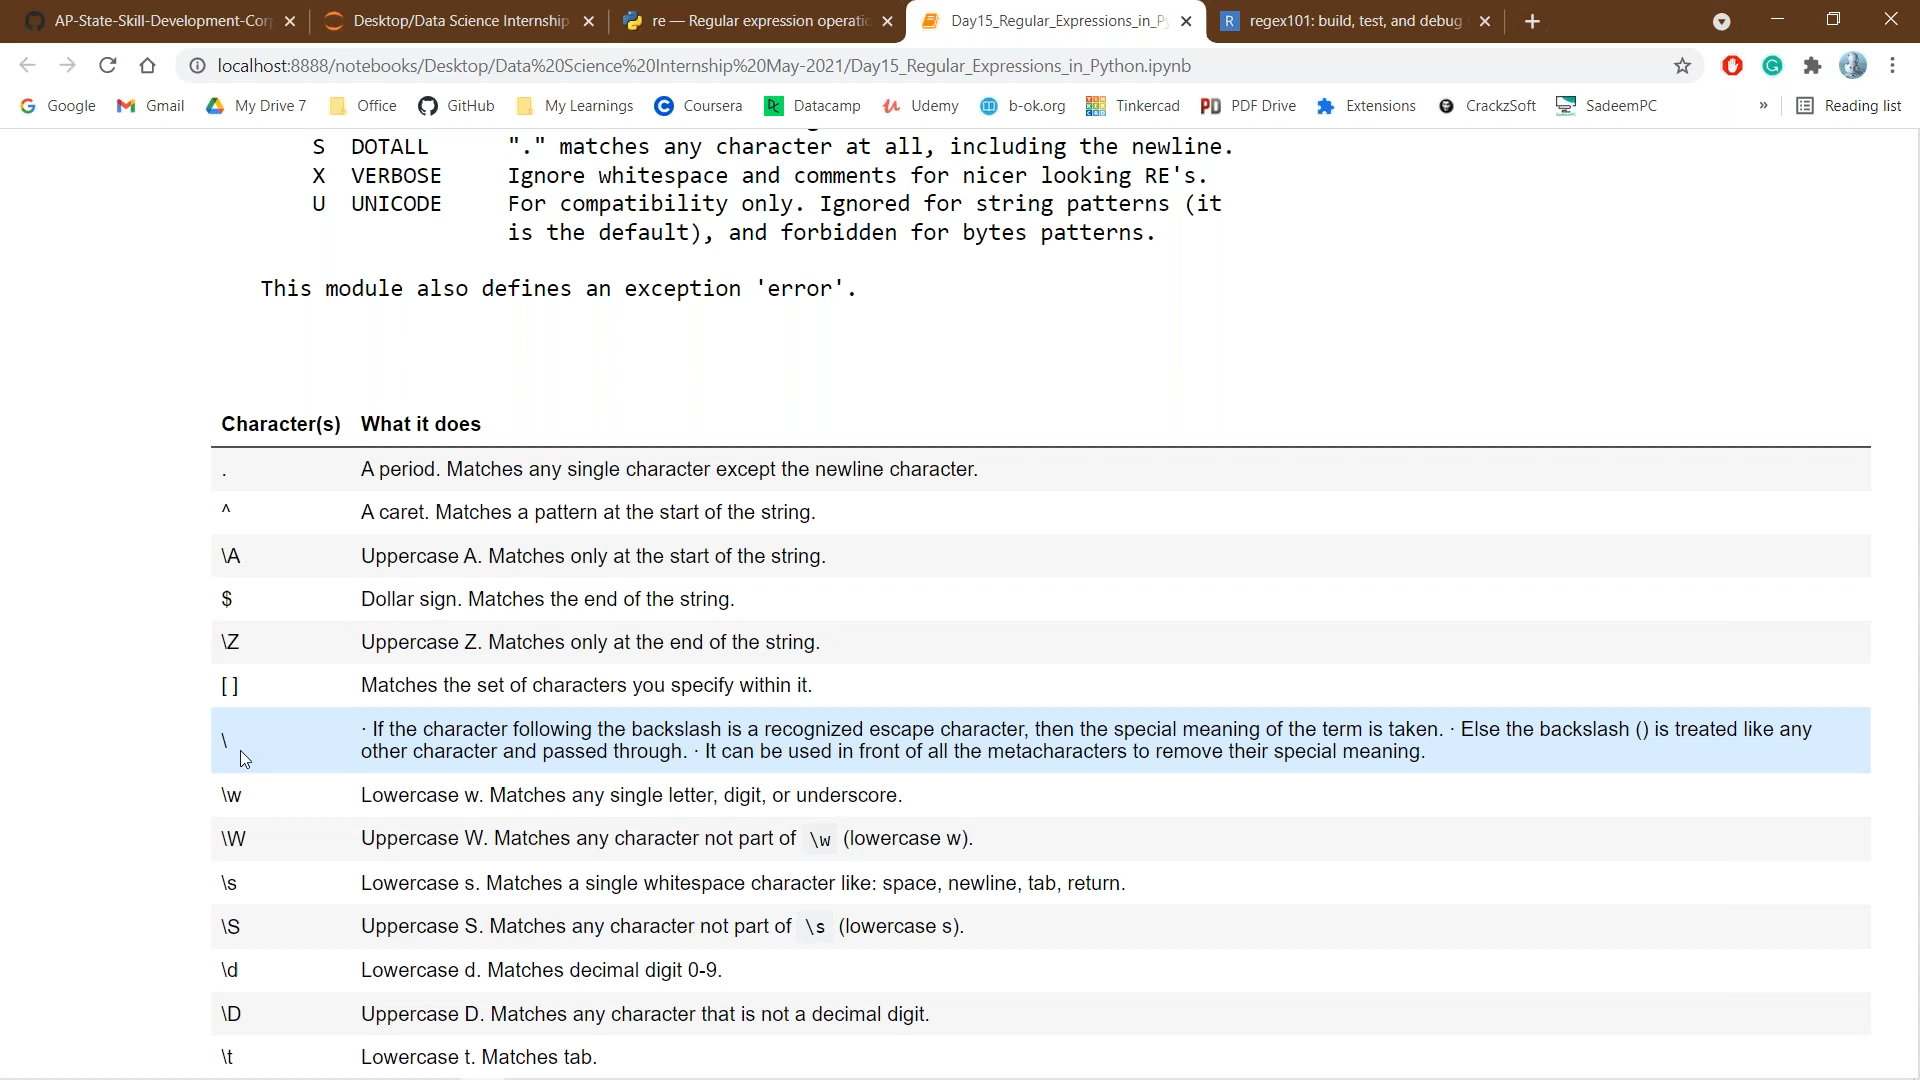 AP-State-Skill-Development-Cor
Desktop/Data Science Internship
re — Regular expression operatio
Day15_Regular_Expressions_in_P
R regex101: build, test, and debug
localhost:8888/notebooks/Desktop/Data%20Science%20Internship%20May-2021/Day15_Regular_Expressions_in_Python.ipynb
Google Gmail My Drive 7 Office GitHub My Learnings Coursera Datacamp Udemy b-ok.org Tinkercad PDF Drive Extensions CrackzSoft SadeemPC » Reading list
S DOTALL "." matches any character at all, including the newline.
X VERBOSE Ignore whitespace and comments for nicer looking RE's.
U UNICODE For compatibility only. Ignored for string patterns (it
is the default), and forbidden for bytes patterns.
This module also defines an exception 'error'.
Character(s) What it does
. A period. Matches any single character except the newline character.
^ A caret. Matches a pattern at the start of the string.
\A Uppercase A. Matches only at the start of the string.
$ Dollar sign. Matches the end of the string.
\Z Uppercase Z. Matches only at the end of the string.
[ ] Matches the set of characters you specify within it.
\ · If the character following the backslash is a recognized escape character, then the special meaning of the term is taken. · Else the backslash () is treated like any
other character and passed through. · It can be used in front of all the metacharacters to remove their special meaning.
\w Lowercase w. Matches any single letter, digit, or underscore.
\W Uppercase W. Matches any character not part of \w (lowercase w).
\s Lowercase s. Matches a single whitespace character like: space, newline, tab, return.
\S Uppercase S. Matches any character not part of \s (lowercase s).
\d Lowercase d. Matches decimal digit 0-9.
\D Uppercase D. Matches any character that is not a decimal digit.
\t Lowercase t. Matches tab.